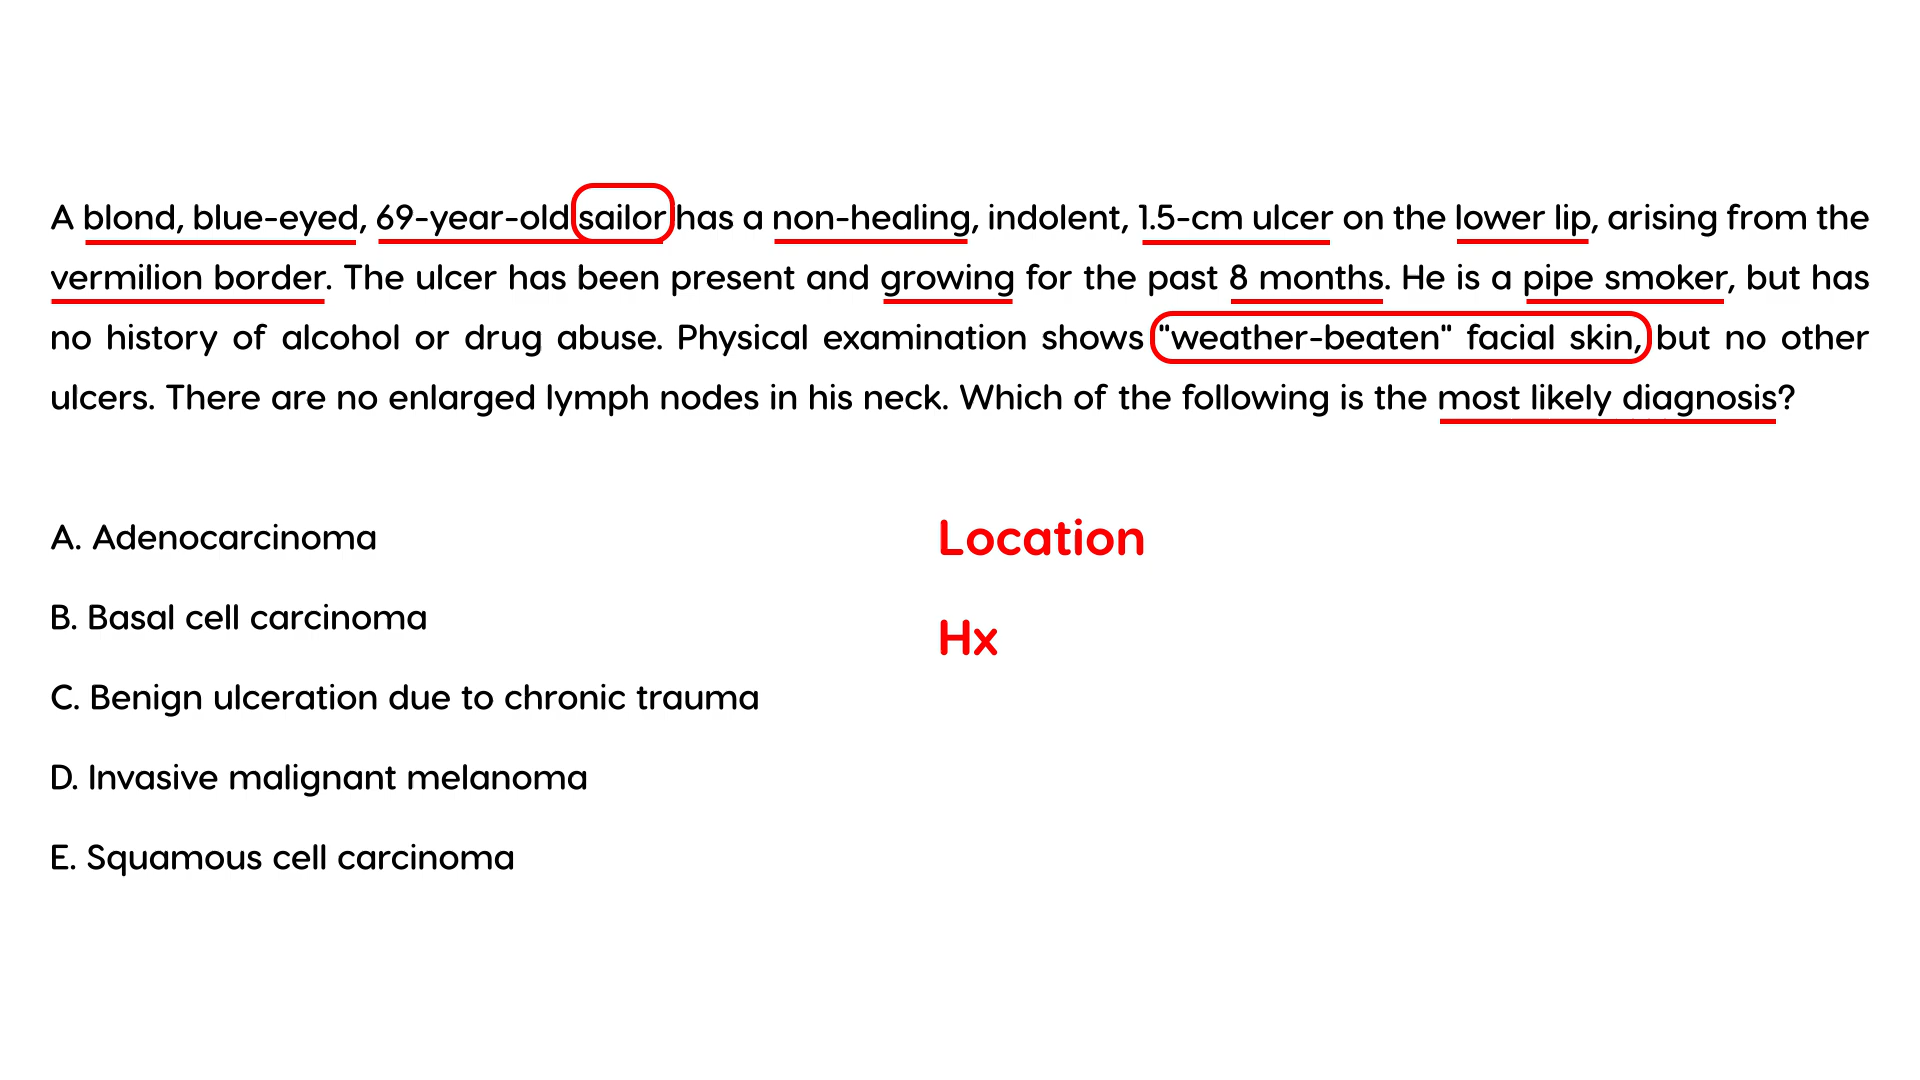 A blond, blue-eyed, 69-year-old sailor has a non-healing, indolent, 1.5-cm ulcer on the lower lip, arising from the
vermilion border. The ulcer has been present and growing for the past 8 months. He is a pipe smoker, but has
no history of alcohol or drug abuse. Physical examination shows "weather-beaten" facial skin, but no other
ulcers. There are no enlarged lymph nodes in his neck. Which of the following is the most likely diagnosis?
A. Adenocarcinoma
Location
B. Basal cell carcinoma
Hx
C. Benign ulceration due to chronic trauma
D. Invasive malignant melanoma
E. Squamous cell carcinoma